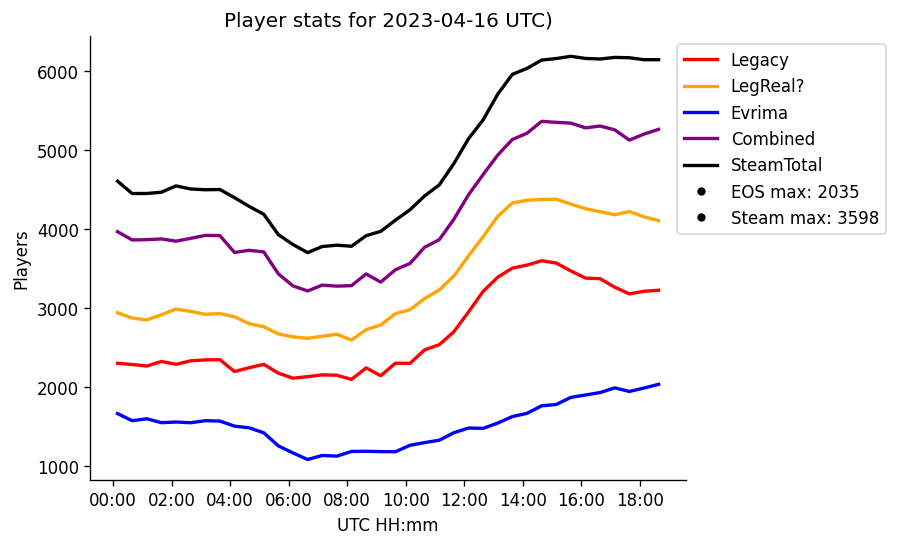 Player stats for 2023-04-16 UTC)
Players
6000
5000
4000
3000
2000
1000
00:00 02:00 04:00 06:00 08:00 10:00 12:00 14:00 16:00 18:00
UTC HH:mm
Legacy
LegReal?
Evrima
Combined
SteamTotal
EOS max: 2035
Steam max: 3598